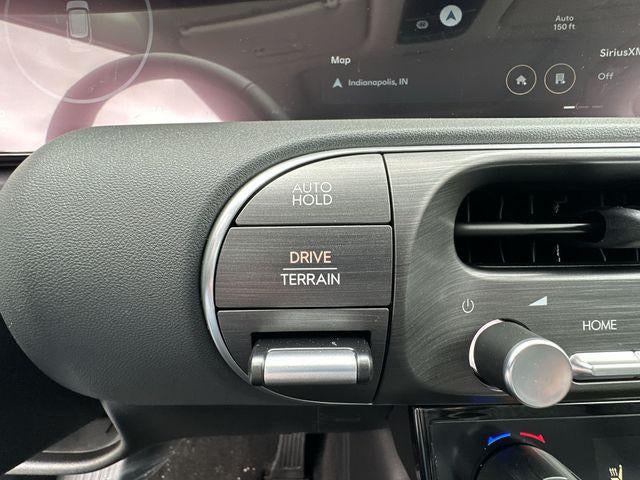 Auto
150 ft
Map
Indianapolis, IN
SiriusXM
Off
AUTO
HOLD
DRIVE
TERRAIN
HOME